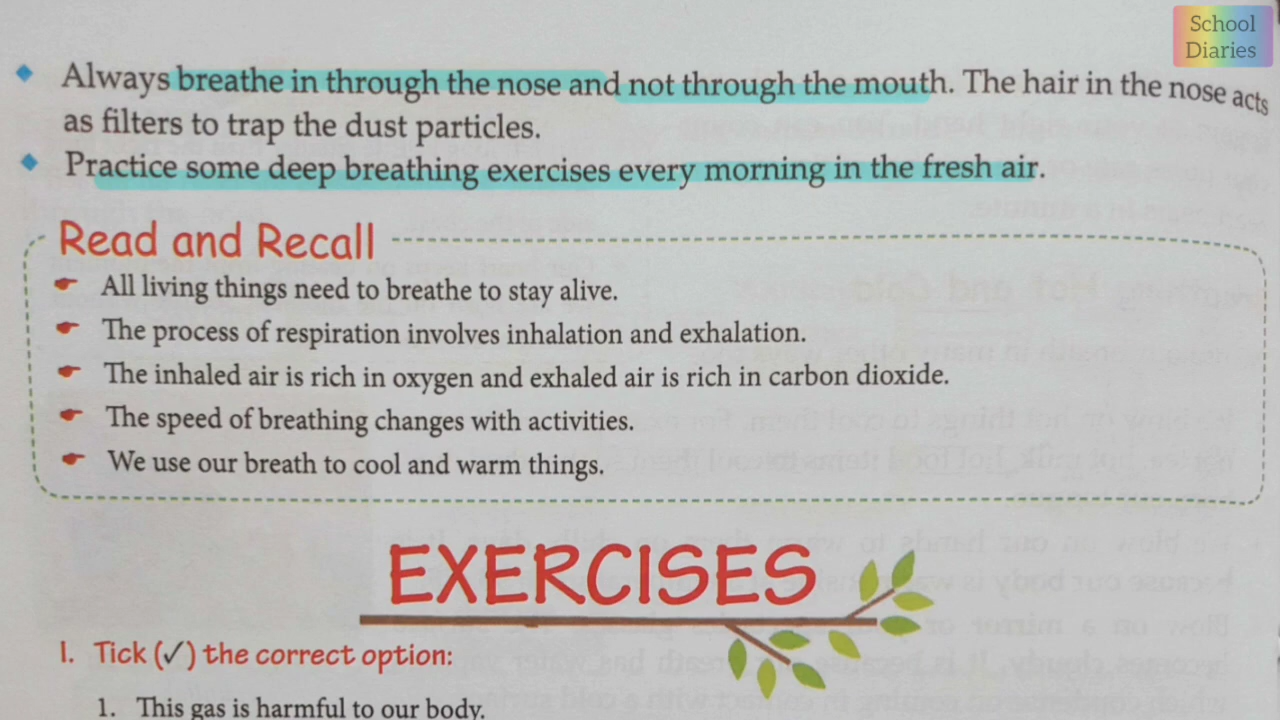 School
Diaries
Always breathe in through the nose and not through the mouth. The hair in the nose acts
as filters to trap the dust particles.
Practice some deep breathing exercises every morning in the fresh air.
Read and Recall
All living things need to breathe to stay alive.
The process of respiration involves inhalation and exhalation.
The inhaled air is rich in oxygen and exhaled air is rich in carbon dioxide.
The speed of breathing changes with activities.
We use our breath to cool and warm things.
EXERCISES
I. Tick (✓) the correct option:
1. This gas is harmful to our body.